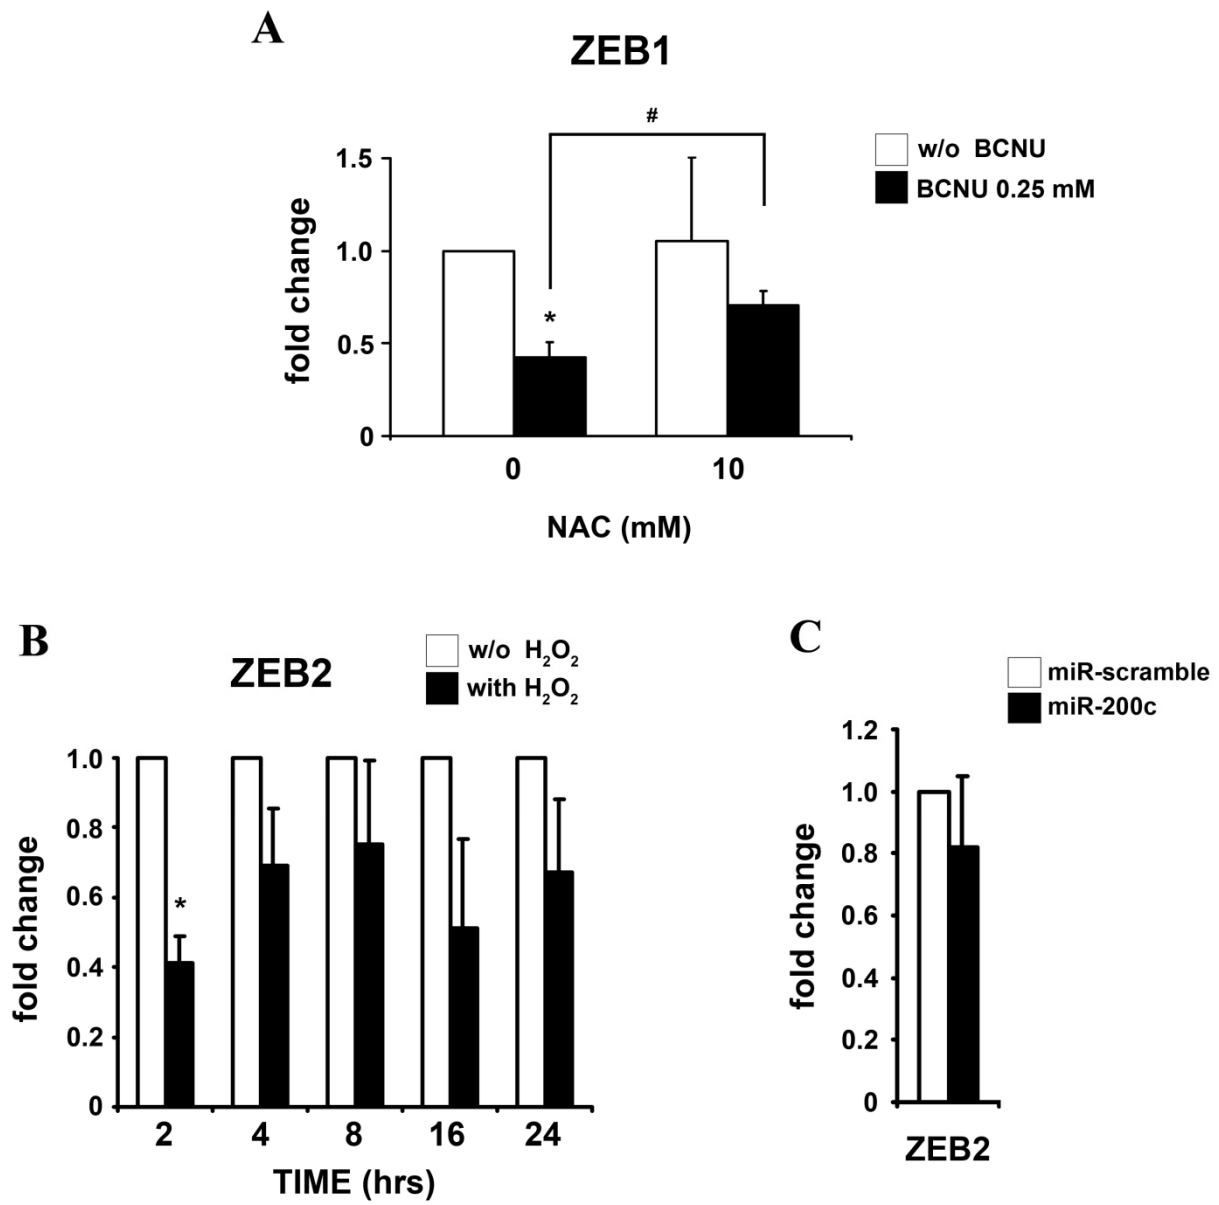 A
ZEB1
#
w/o BCNU
BCNU 0.25 mM
fold change
1.5
1.0
0.5
0
*
0 10
NAC (mM)
B
ZEB2
w/o H₂O₂
with H₂O₂
fold change
1.0
0.8
0.6
0.4
0.2
0
*
2 4 8 16 24
TIME (hrs)
C
miR-scramble
miR-200c
fold change
1.2
1.0
0.8
0.6
0.4
0.2
0
ZEB2